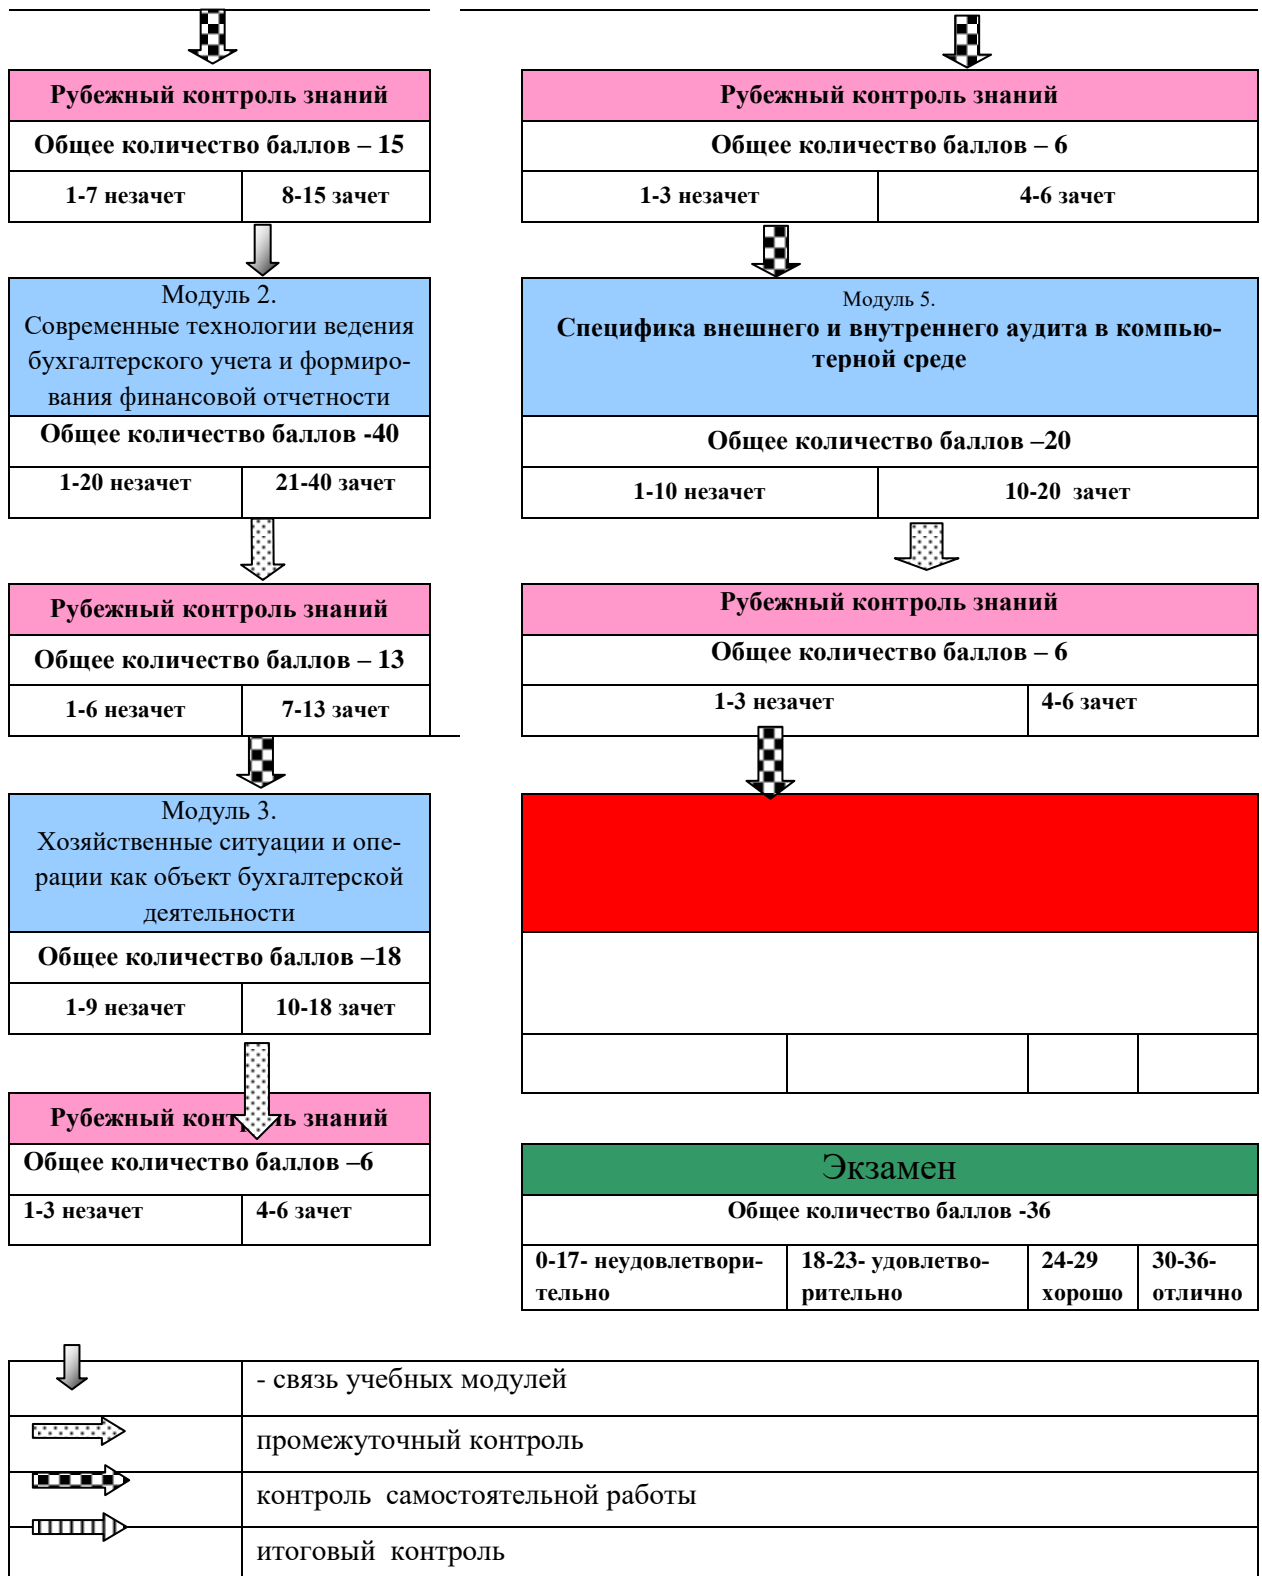 Рубежный контроль знаний
Общее количество баллов – 15
1-7 незачет 8-15 зачет
Модуль 2.
Современные технологии ведения
бухгалтерского учета и формиро-
вания финансовой отчетности
Общее количество баллов -40
1-20 незачет 21-40 зачет
Рубежный контроль знаний
Общее количество баллов – 13
1-6 незачет 7-13 зачет
Модуль 3.
Хозяйственные ситуации и опе-
рации как объект бухгалтерской
деятельности
Общее количество баллов –18
1-9 незачет 10-18 зачет
Рубежный контроль знаний
Общее количество баллов –6
1-3 незачет 4-6 зачет
Рубежный контроль знаний
Общее количество баллов – 6
1-3 незачет 4-6 зачет
Модуль 5.
Специфика внешнего и внутреннего аудита в компью-
терной среде
Общее количество баллов –20
1-10 незачет 10-20 зачет
Рубежный контроль знаний
Общее количество баллов – 6
1-3 незачет 4-6 зачет
Экзамен
Общее количество баллов -36
0-17- неудовлетвори-
тельно
18-23- удовлетво-
рительно
24-29
хорошо
30-36-
отлично
- связь учебных модулей
промежуточный контроль
контроль самостоятельной работы
итоговый контроль